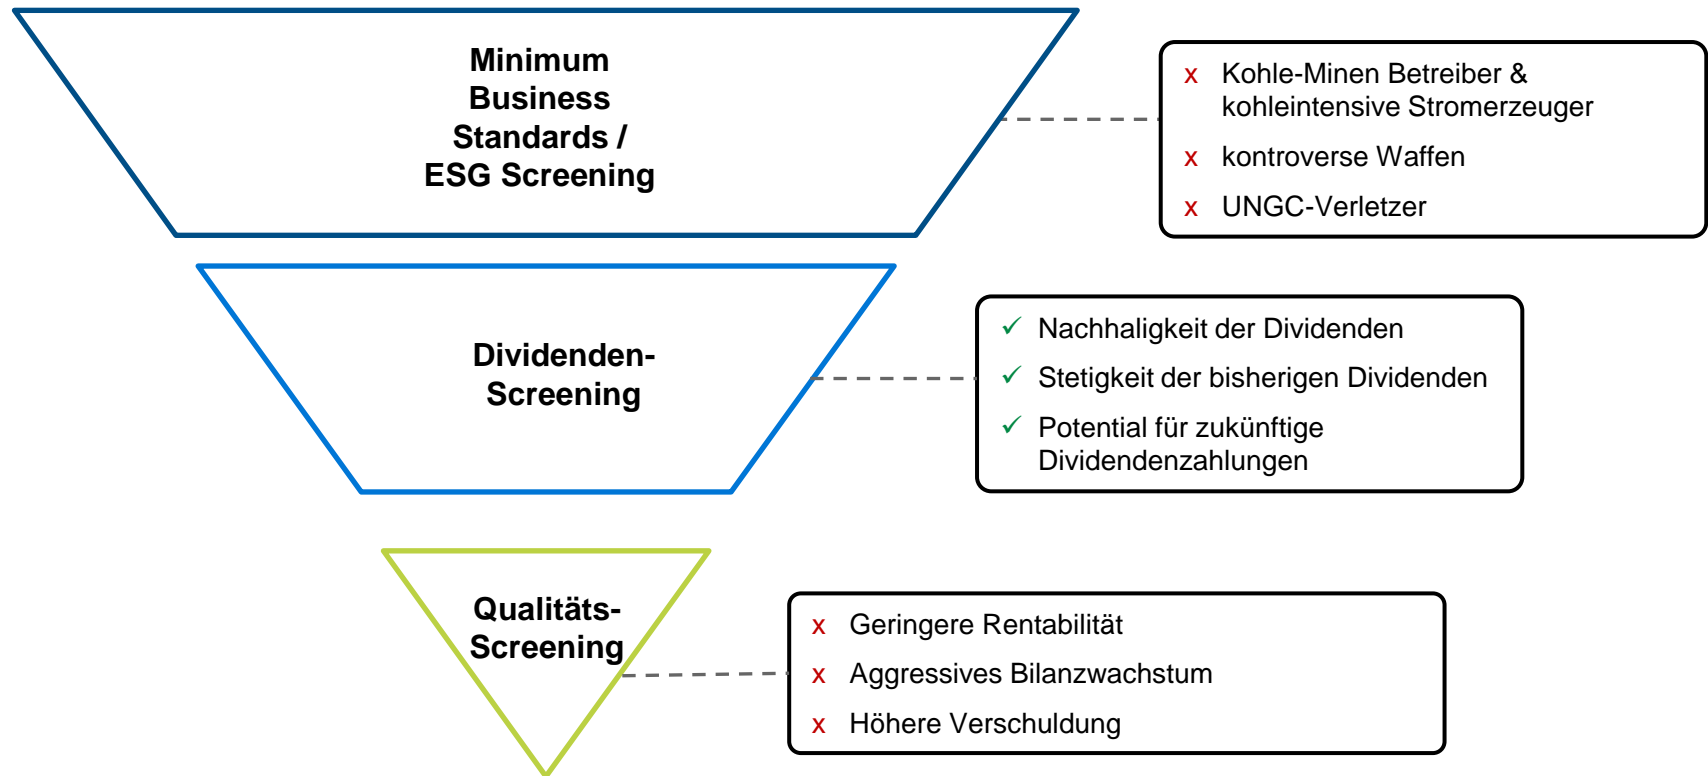 Minimum
Business
Standards /
ESG Screening
x Kohle-Minen Betreiber &
kohleintensive Stromerzeuger
x kontroverse Waffen
x UNGC-Verletzer
Dividenden-
Screening
✓ Nachhaligkeit der Dividenden
✓ Stetigkeit der bisherigen Dividenden
✓ Potential für zukünftige
Dividendenzahlungen
Qualitäts-
Screening
x Geringere Rentabilität
x Aggressives Bilanzwachstum
x Höhere Verschuldung